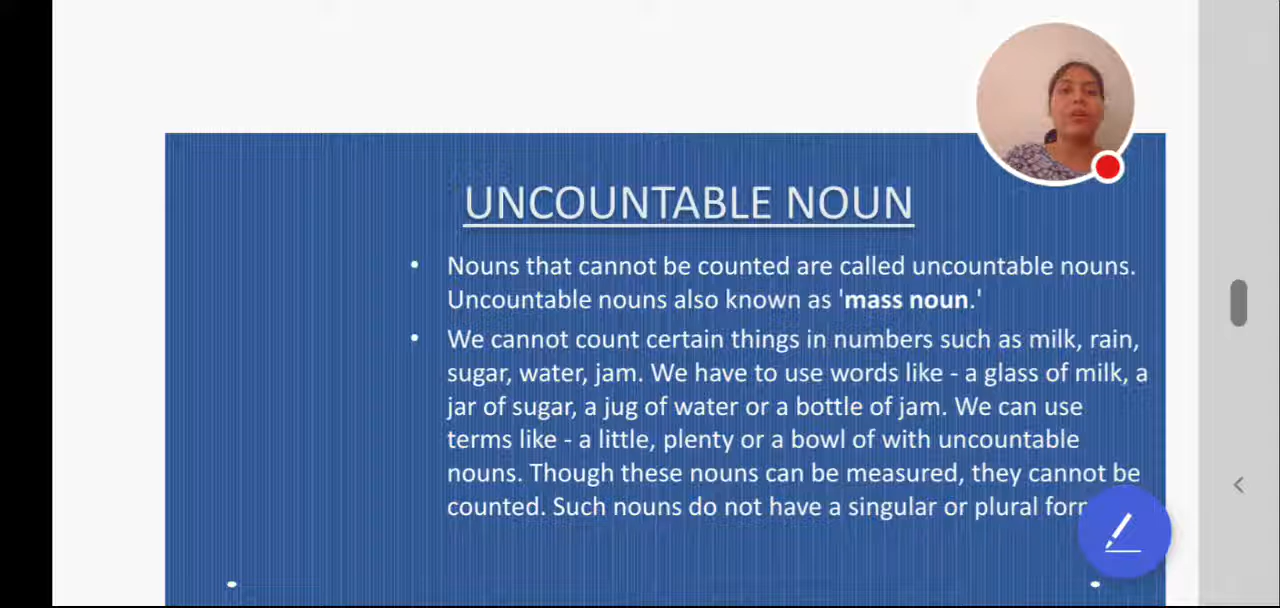 UNCOUNTABLE NOUN
• Nouns that cannot be counted are called uncountable nouns.
Uncountable nouns also known as 'mass noun.'
• We cannot count certain things in numbers such as milk, rain,
sugar, water, jam. We have to use words like - a glass of milk, a
jar of sugar, a jug of water or a bottle of jam. We can use
terms like - a little, plenty or a bowl of with uncountable
nouns. Though these nouns can be measured, they cannot be
counted. Such nouns do not have a singular or plural